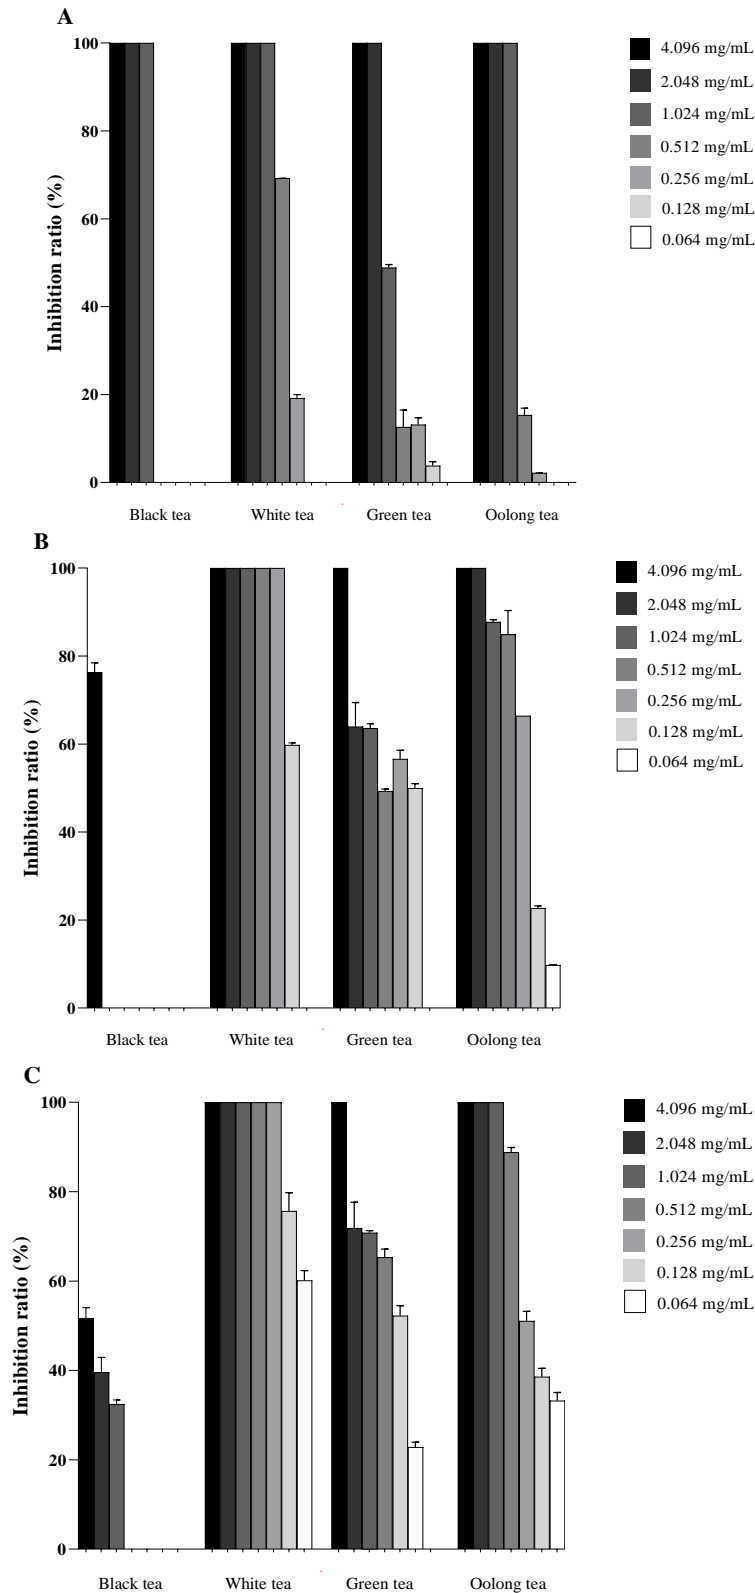 A
100
80
60
40
20
0
Inhibition ratio (%)
Black tea
White tea
Green tea
Oolong tea
4.096 mg/mL
2.048 mg/mL
1.024 mg/mL
0.512 mg/mL
0.256 mg/mL
0.128 mg/mL
0.064 mg/mL
B
100
80
60
40
20
0
Inhibition ratio (%)
Black tea
White tea
Green tea
Oolong tea
4.096 mg/mL
2.048 mg/mL
1.024 mg/mL
0.512 mg/mL
0.256 mg/mL
0.128 mg/mL
0.064 mg/mL
C
100
80
60
40
20
0
Inhibition ratio (%)
Black tea
White tea
Green tea
Oolong tea
4.096 mg/mL
2.048 mg/mL
1.024 mg/mL
0.512 mg/mL
0.256 mg/mL
0.128 mg/mL
0.064 mg/mL